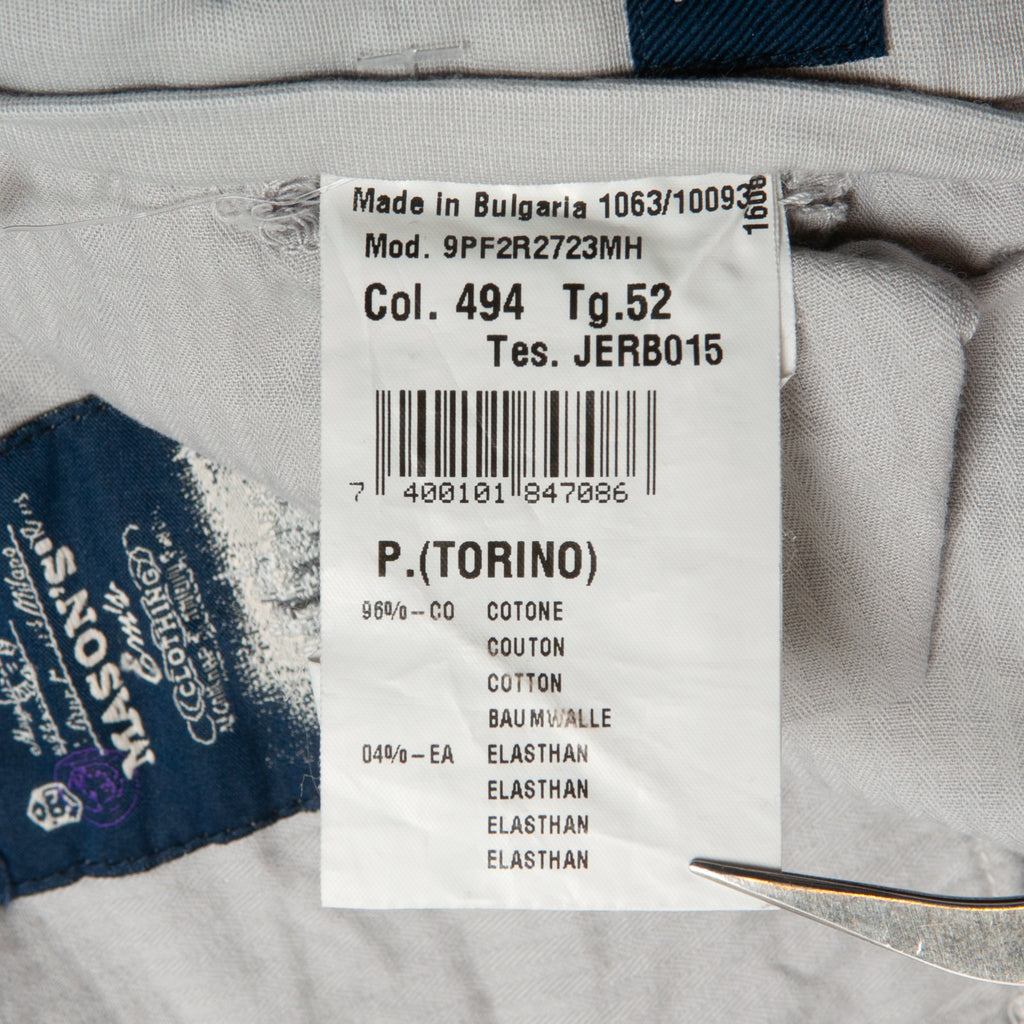 Made in Bulgaria 1063/10093
1608
Mod. 9PF2R2723MH
Col. 494 Tg.52
Tes. JERB015
7 400101 847086
P.(TORINO)
96%-CO COTONE
COUTON
COTTON
BAUMWALLE
04%-EA ELASTHAN
ELASTHAN
ELASTHAN
ELASTHAN
MASON'S
CLOTHING